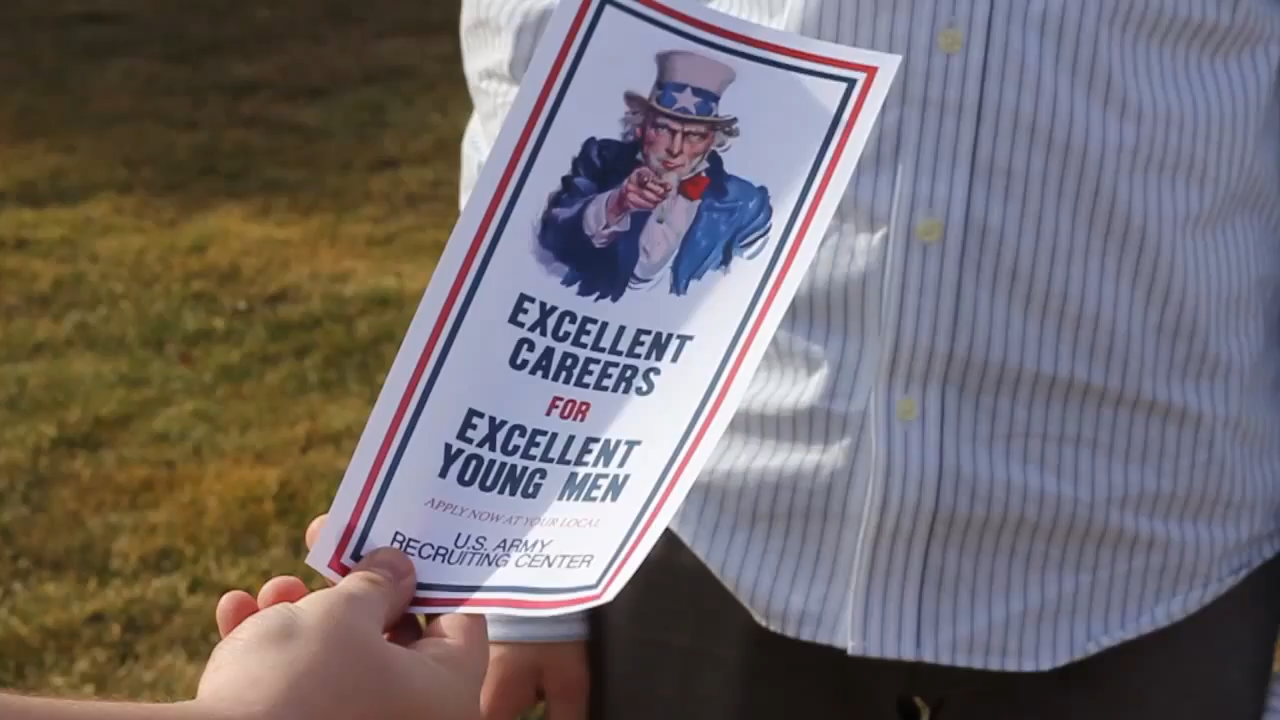 EXCELLENT
CAREERS
FOR
EXCELLENT
YOUNG MEN
APPLY NOW AT YOUR LOCAL
U.S. ARMY
RECRUITING CENTER